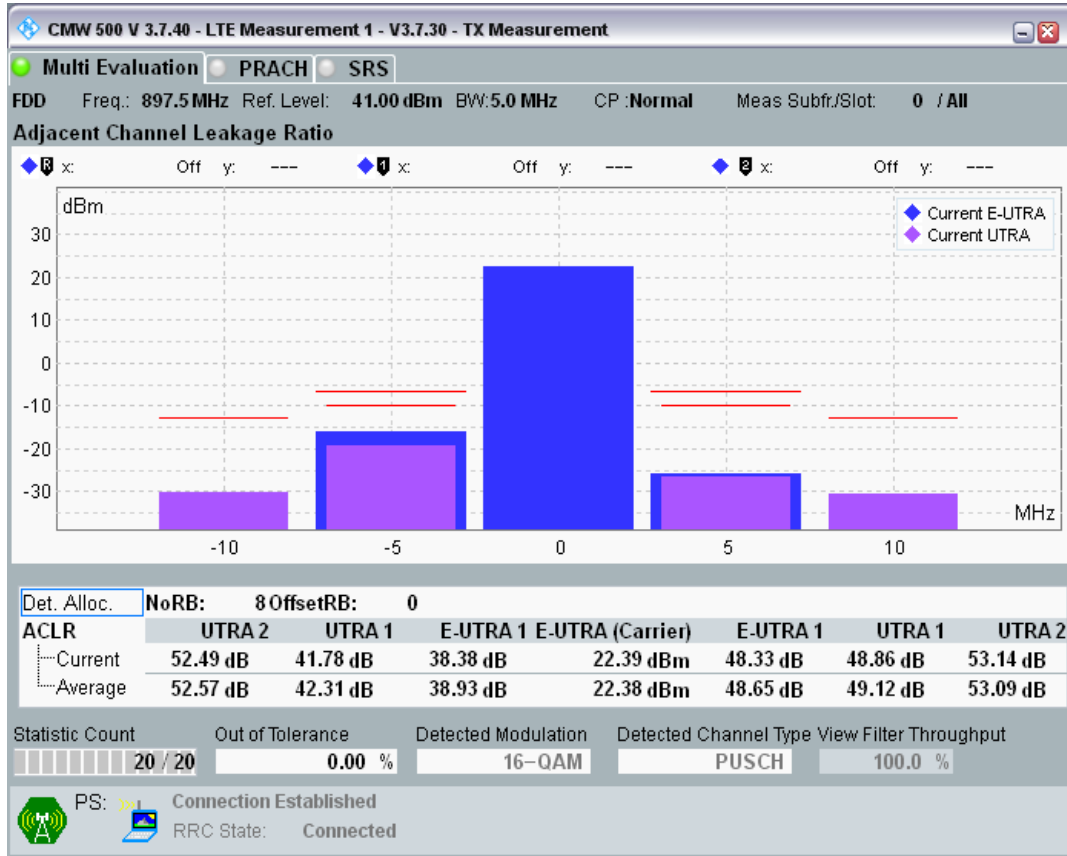 CMW 500 V 3.7.40 - LTE Measurement 1 - V3.7.30 - TX Measurement
Multi Evaluation PRACH SRS
FDD Freq.: 897.5 MHz Ref. Level: 41.00 dBm BW:5.0 MHz CP :Normal Meas Subfr./Slot: 0 / All
Adjacent Channel Leakage Ratio
R x: Off y: --- 1 x: Off y: --- 2 x: Off y: ---
dBm
Current E-UTRA
Current UTRA
30
20
10
0
-10
-20
-30
MHz
-10 -5 0 5 10
Det. Alloc. NoRB: 8 OffsetRB: 0
ACLR UTRA 2 UTRA 1 E-UTRA 1 E-UTRA (Carrier) E-UTRA 1 UTRA 1 UTRA 2
Current 52.49 dB 41.78 dB 38.38 dB 22.39 dBm 48.33 dB 48.86 dB 53.14 dB
Average 52.57 dB 42.31 dB 38.93 dB 22.38 dBm 48.65 dB 49.12 dB 53.09 dB
Statistic Count Out of Tolerance Detected Modulation Detected Channel Type View Filter Throughput
20 / 20 0.00 % 16-QAM PUSCH 100.0 %
PS: Connection Established
RRC State: Connected